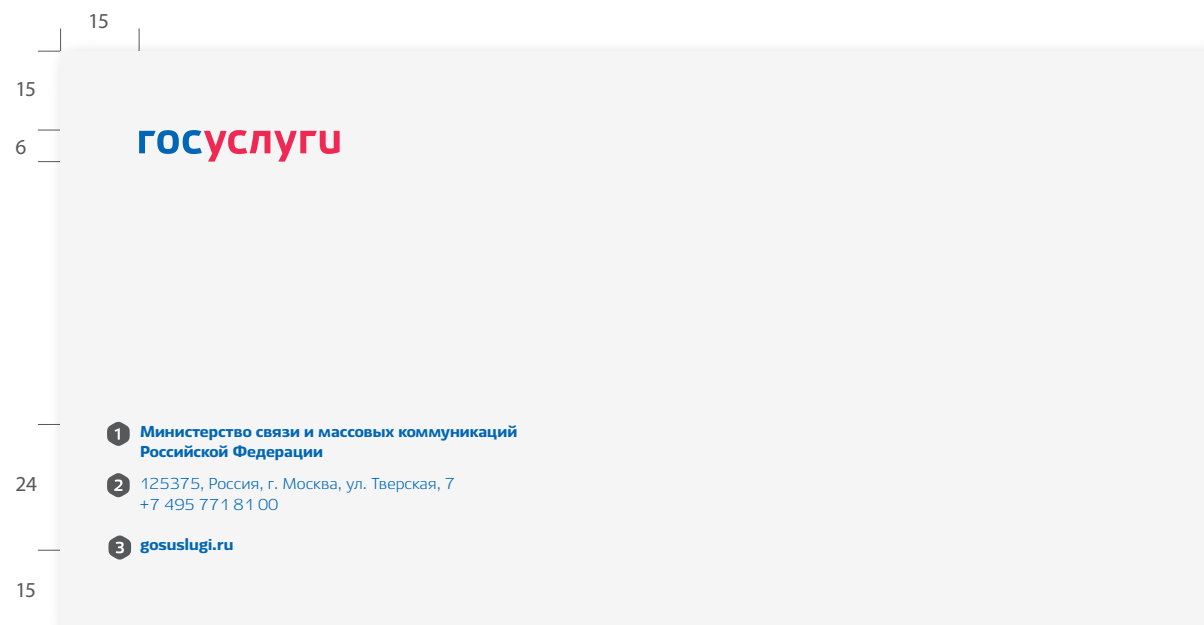 15
15
6
госуслуги
1 Министерство связи и массовых коммуникаций
Российской Федерации
24
2 125375, Россия, г. Москва, ул. Тверская, 7
+7 495 771 81 00
3 gosuslugi.ru
15